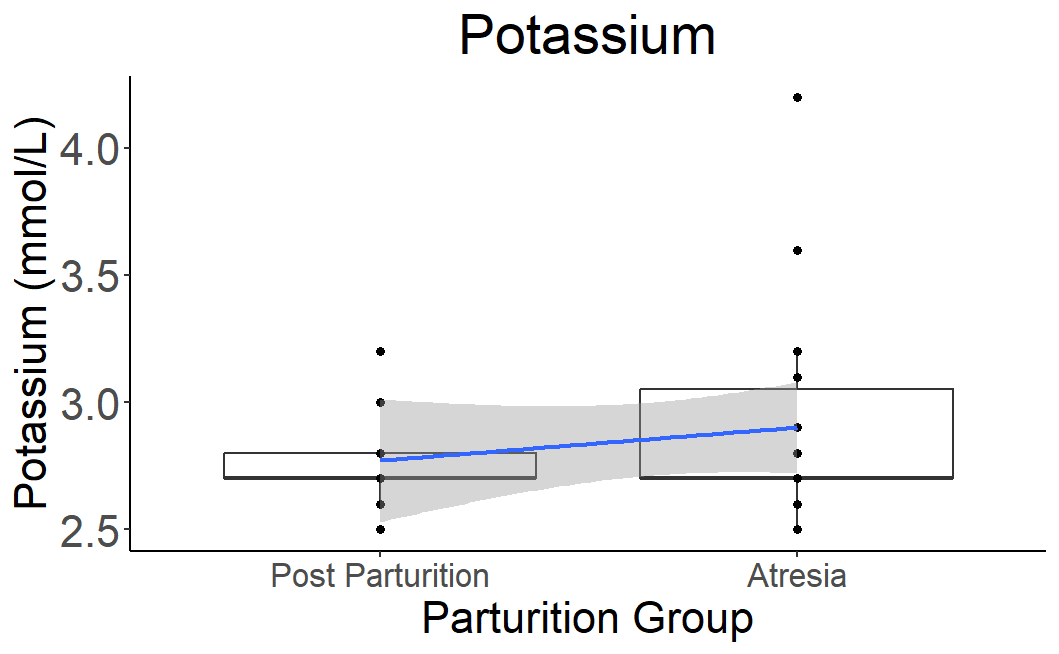 Potassium
Potassium (mmol/L)
4.0
3.5
3.0
2.5
Post Parturition
Atresia
Parturition Group